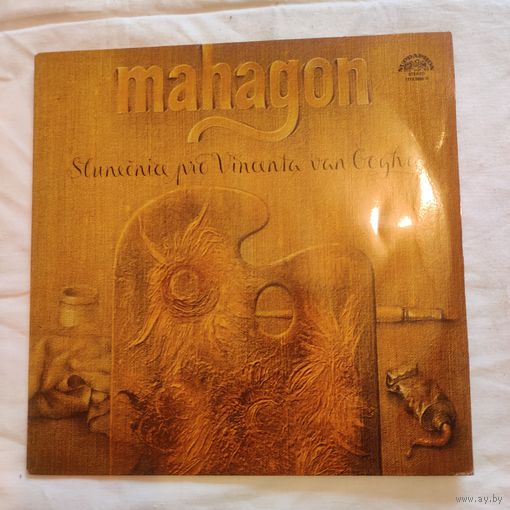 mahagon
SUPRAPHON
STEREO
Slunečnice pro Vincenta van Gogha
www.ay.by